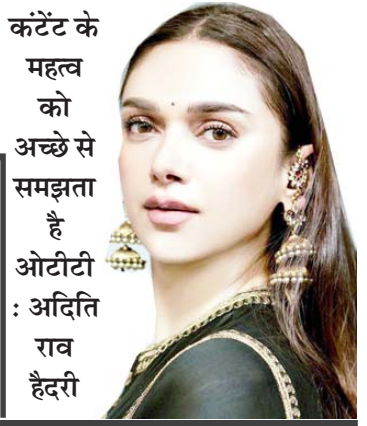 कंटेंट के
महत्व
को
अच्छे से
समझता
है
ओटीटी
: अदिति
राव
हैदरी